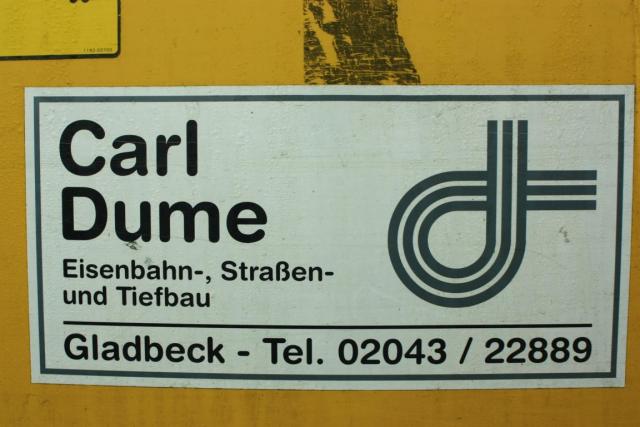 Carl
Dume
Eisenbahn-, Straßen-
und Tiefbau
Gladbeck - Tel. 02043 / 22889